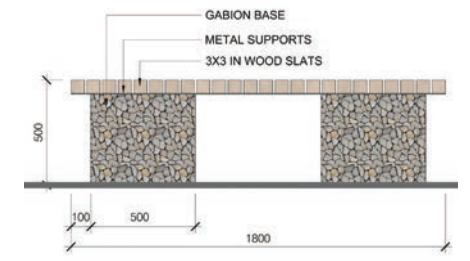 GABION BASE
METAL SUPPORTS
3X3 IN WOOD SLATS
500
100
500
1800